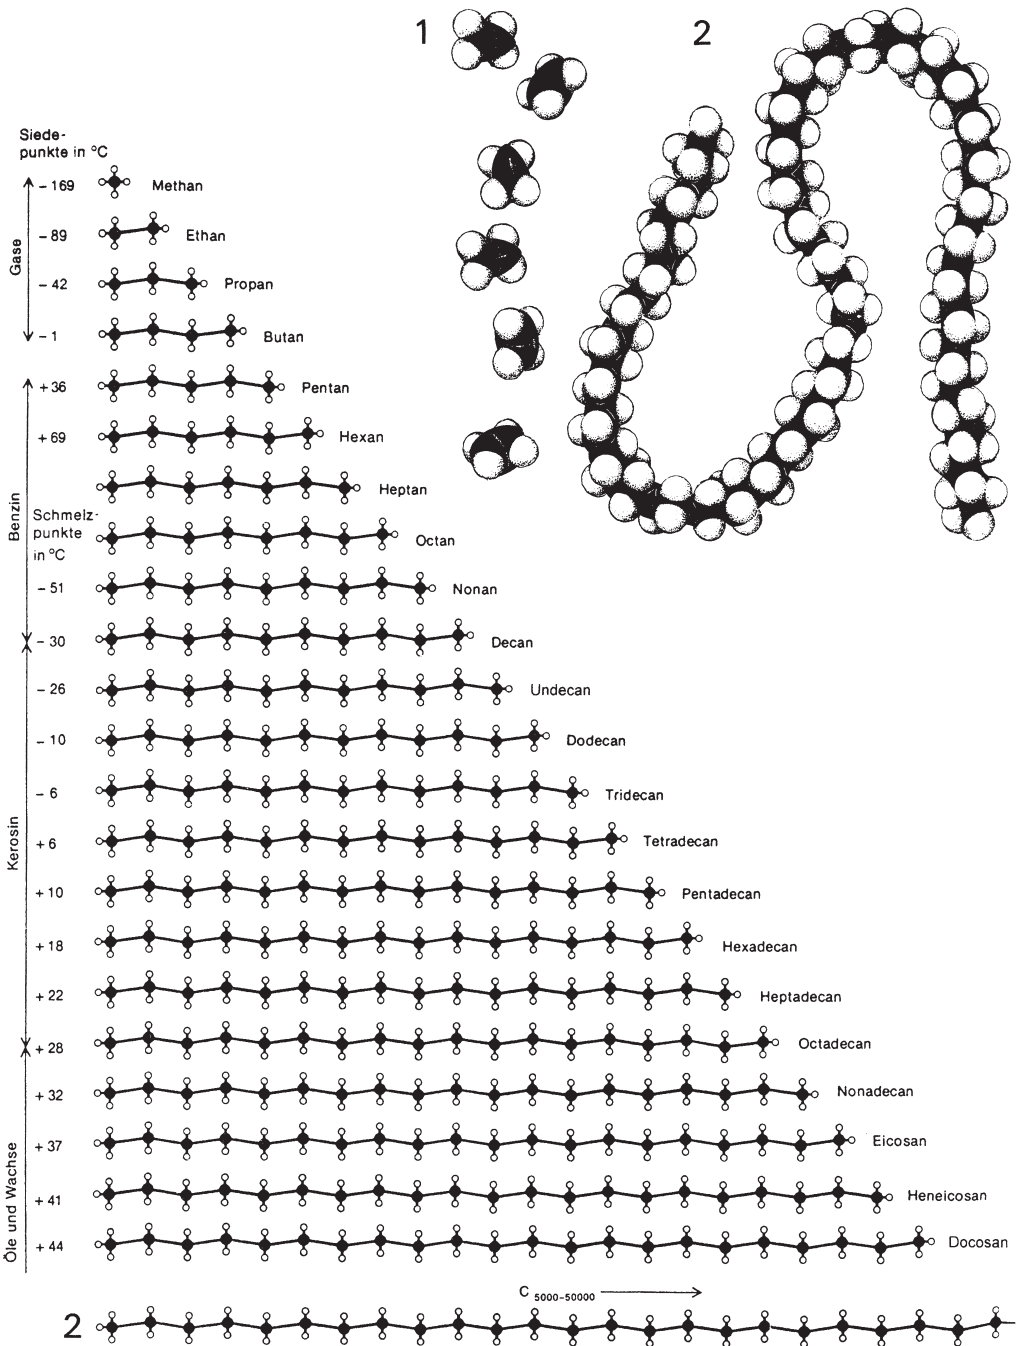 1
2
Siede-
punkte in °C
Gase
− 169 Methan
− 89 Ethan
− 42 Propan
− 1 Butan
Benzin
+ 36 Pentan
+ 69 Hexan
Heptan
Schmelz-
punkte
in °C
Octan
− 51 Nonan
− 30 Decan
Kerosin
− 26 Undecan
− 10 Dodecan
− 6 Tridecan
+ 6 Tetradecan
+ 10 Pentadecan
+ 18 Hexadecan
+ 22 Heptadecan
+ 28 Octadecan
Öle und Wachse
+ 32 Nonadecan
+ 37 Eicosan
+ 41 Heneicosan
+ 44 Docosan
C 5000–50000
2